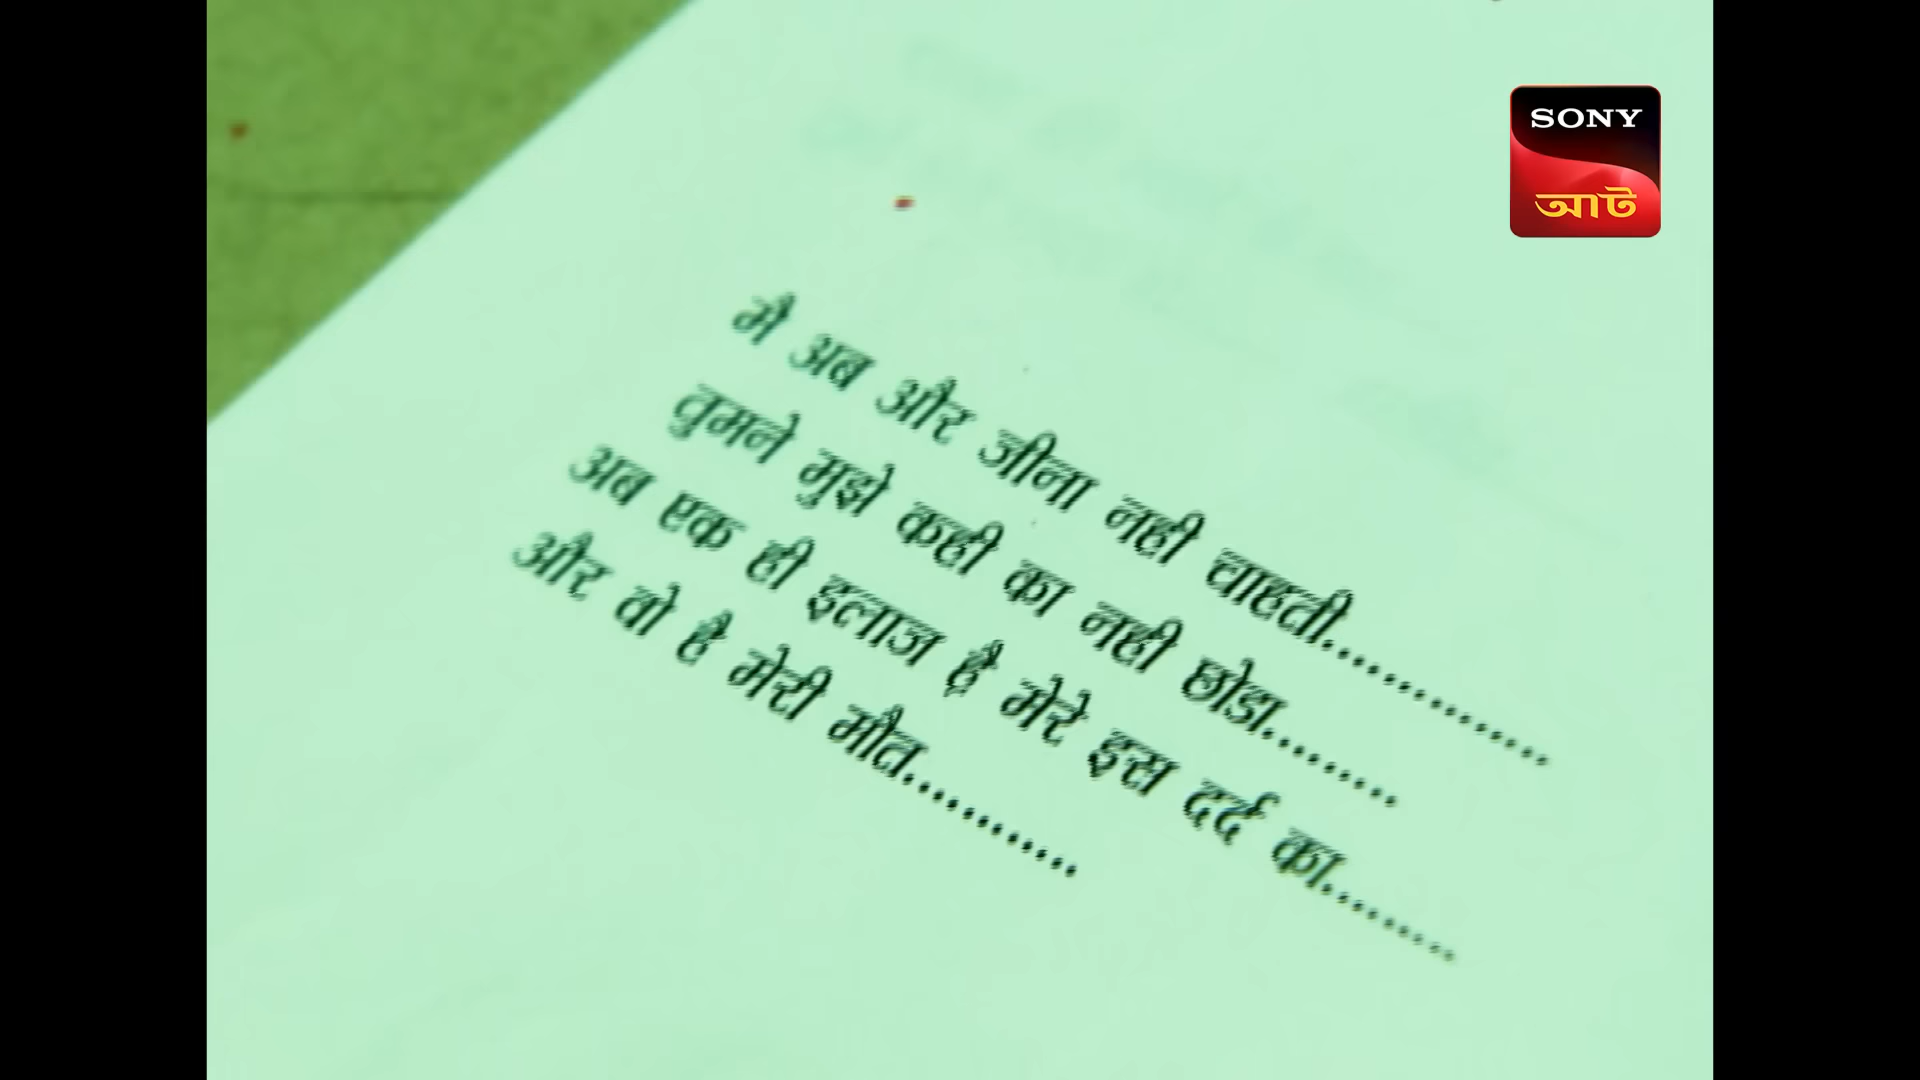 SONY
আট
मै अब और जीना नही चाहती..............
तुमने मुझे कही का नही छोडा.........
अब एक ही इलाज है मेरे इस दर्द का.........
और वो है मेरी मौत...........